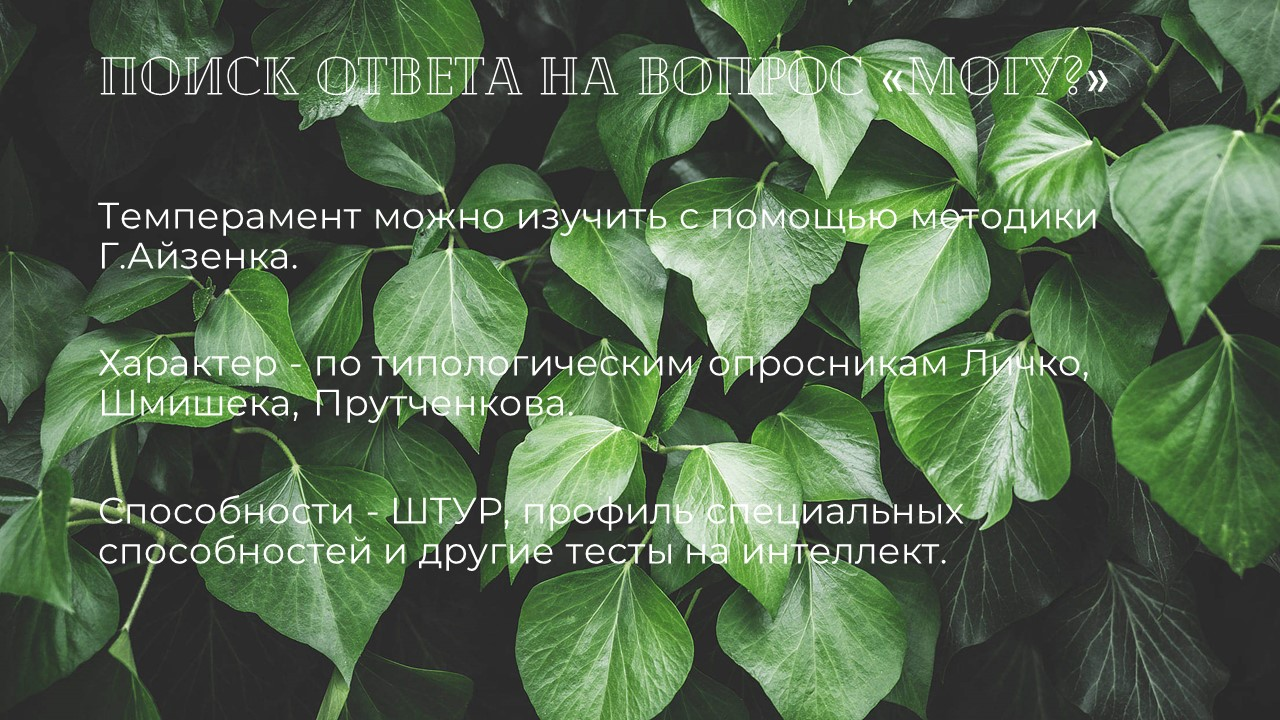 ПОИСК ОТВЕТА НА ВОПРОС «МОГУ?»
Темперамент можно изучить с помощью методики
Г.Айзенка.
Характер - по типологическим опросникам Личко,
Шмишека, Прутченкова.
Способности - ШТУР, профиль специальных
способностей и другие тесты на интеллект.